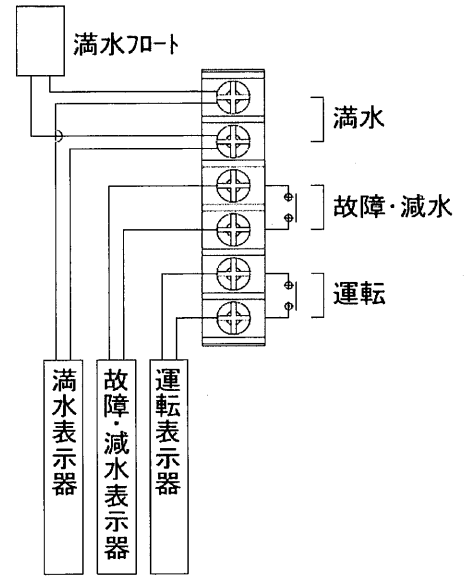 満水ﾌﾛｰﾄ
満水
故障・減水
運転
満水表示器
故障・減水表示器
運転表示器